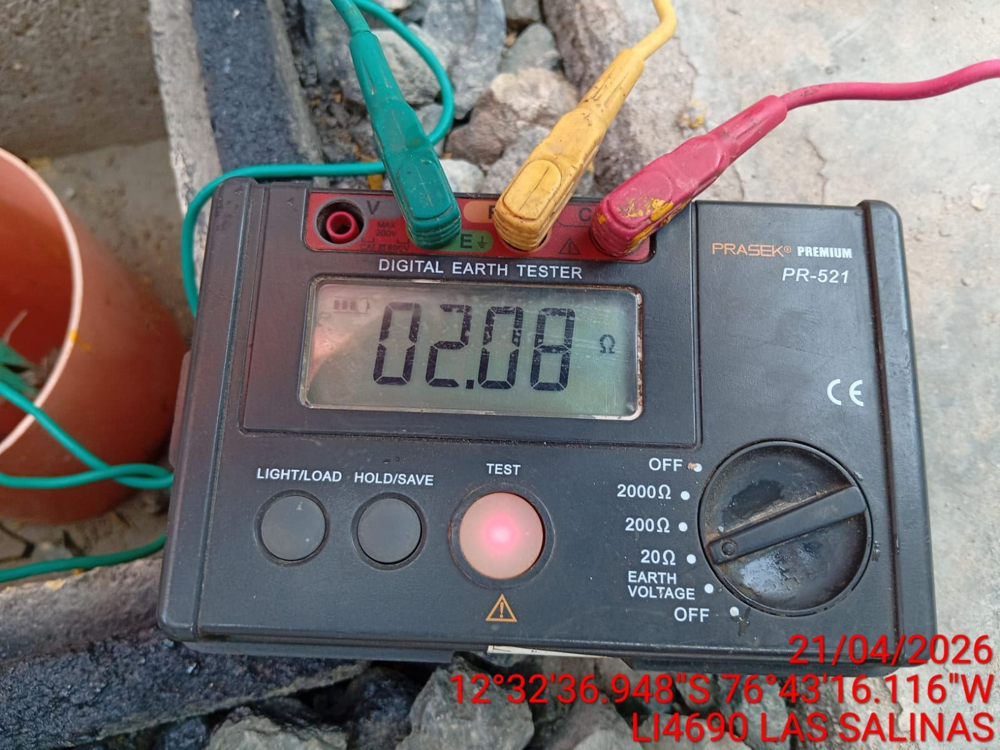 V
MAX
200V
E
C
DIGITAL EARTH TESTER
PRASEK® PREMIUM
PR-521
02.08 Ω
CE
LIGHT/LOAD
HOLD/SAVE
TEST
OFF
2000Ω
200Ω
20Ω
EARTH
VOLTAGE
OFF
21/04/2026
12°32'36.948"S 76°43'16.116"W
LI4690 LAS SALINAS